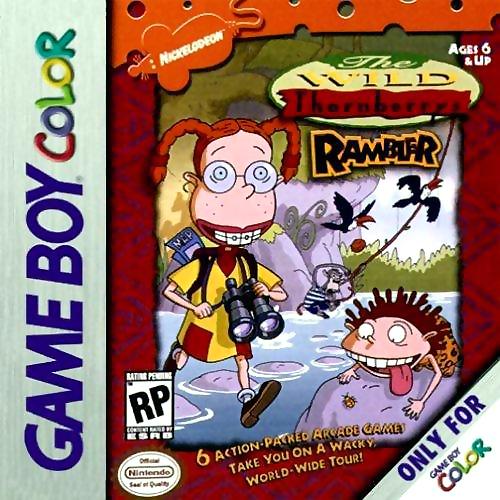 GAME BOY COLOR
NICKELODEON
AGES 6
& UP
The
WILD
Thornberrys
RAMBLER
RATING PENDING
RP
CONTENT RATED BY
ESRB
Official
Nintendo
Seal of Quality
6 ACTION-PACKED ARCADE GAMES
TAKE YOU ON A WACKY,
WORLD-WIDE TOUR!
ONLY FOR
GAME BOY
COLOR